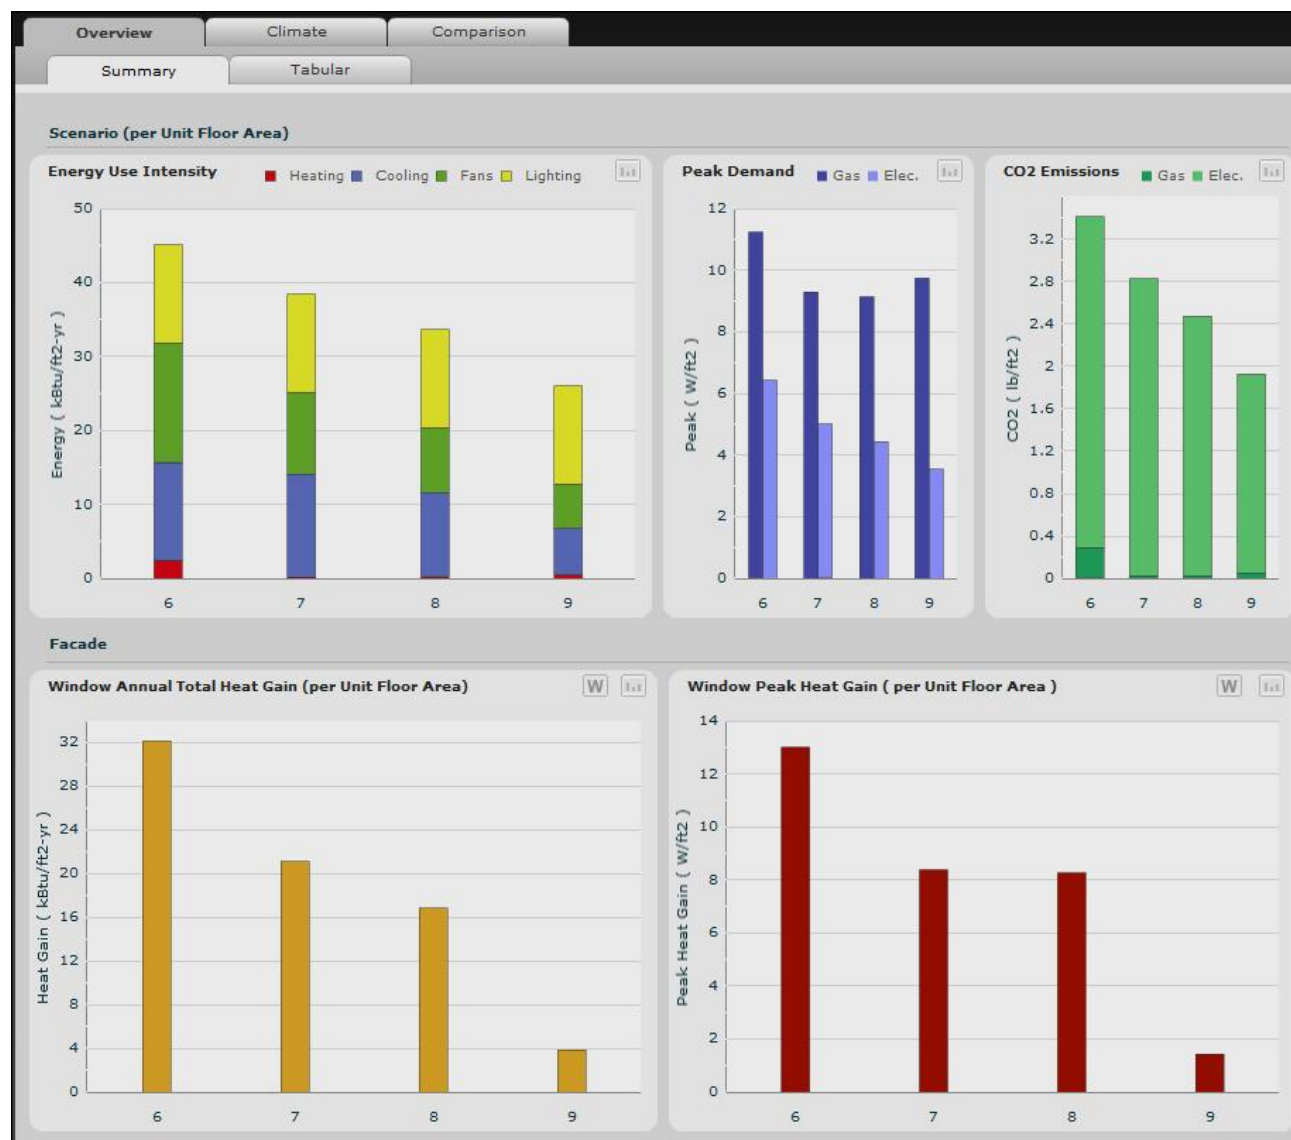 Overview Climate Comparison
Summary Tabular
Scenario (per Unit Floor Area)
Energy Use Intensity Heating Cooling Fans Lighting
50
40
30
20
10
0
Energy ( kBtu/ft2-yr )
6 7 8 9
Peak Demand Gas Elec.
12
10
8
6
4
2
0
Peak ( W/ft2 )
6 7 8 9
CO2 Emissions Gas Elec.
3.2
2.8
2.4
2
1.6
1.2
0.8
0.4
0
CO2 ( lb/ft2 )
6 7 8 9
Facade
Window Annual Total Heat Gain (per Unit Floor Area) W
32
28
24
20
16
12
8
4
0
Heat Gain ( kBtu/ft2-yr )
6 7 8 9
Window Peak Heat Gain ( per Unit Floor Area ) W
14
12
10
8
6
4
2
0
Peak Heat Gain ( W/ft2 )
6 7 8 9